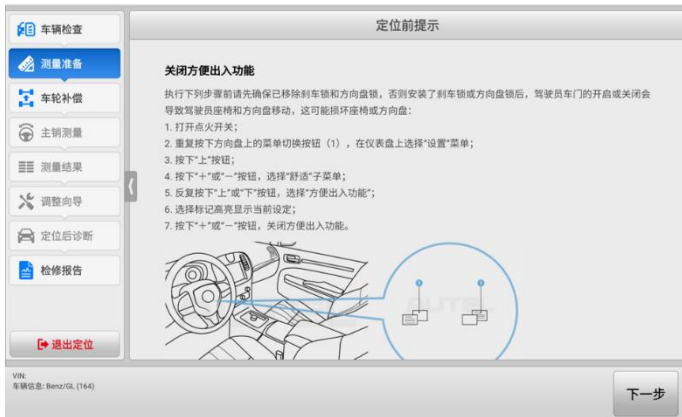 定位前提示
车辆检查
测量准备
车轮补偿
主销测量
测量结果
调整向导
定位后诊断
检修报告
退出定位
关闭方便出入功能
执行下列步骤前请先确保已移除刹车锁和方向盘锁，否则安装了刹车锁或方向盘锁后，驾驶员车门的开启或关闭会
导致驾驶员座椅和方向盘移动，这可能损坏座椅或方向盘：
1. 打开点火开关；
2. 重复按下方向盘上的菜单切换按钮（1），在仪表盘上选择"设置"菜单；
3. 按下"上"按钮；
4. 按下"＋"或"－"按钮，选择"舒适"子菜单；
5. 反复按下"上"或"下"按钮，选择"方便出入功能"；
6. 选择标记高亮显示当前设定；
7. 按下"＋"或"－"按钮，关闭方便出入功能。
AUTEL
VIN:
车辆信息: Benz/GL (164)
下一步